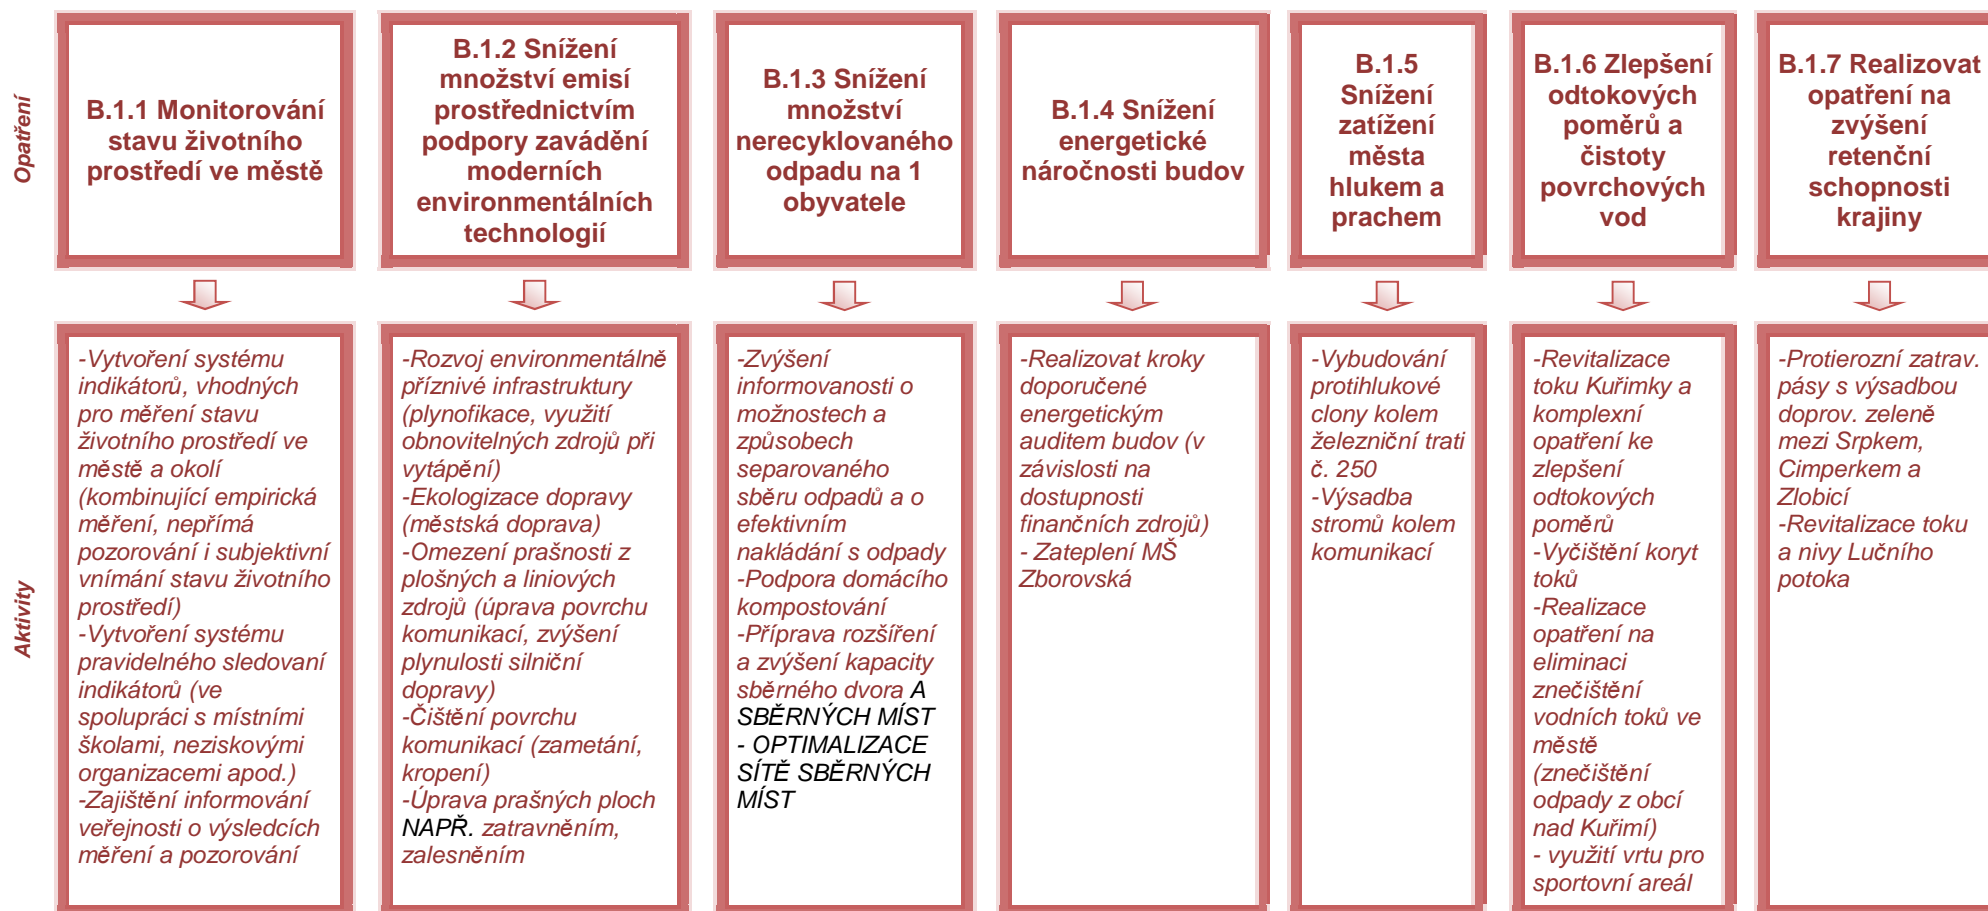 Opatření
B.1.1 Monitorování
stavu životního
prostředí ve městě
B.1.2 Snížení
množství emisí
prostřednictvím
podpory zavádění
moderních
environmentálních
technologií
B.1.3 Snížení
množství
nerecyklovaného
odpadu na 1
obyvatele
B.1.4 Snížení
energetické
náročnosti budov
B.1.5
Snížení
zatížení
města
hlukem a
prachem
B.1.6 Zlepšení
odtokových
poměrů a
čistoty
povrchových
vod
B.1.7 Realizovat
opatření na
zvýšení
retenční
schopnosti
krajiny
Aktivity
-Vytvoření systému
indikátorů, vhodných
pro měření stavu
životního prostředí ve
městě a okolí
(kombinující empirická
měření, nepřímá
pozorování i subjektivní
vnímání stavu životního
prostředí)
-Vytvoření systému
pravidelného sledovaní
indikátorů (ve
spolupráci s místními
školami, neziskovými
organizacemi apod.)
-Zajištění informování
veřejnosti o výsledcích
měření a pozorování
-Rozvoj environmentálně
příznivé infrastruktury
(plynofikace, využití
obnovitelných zdrojů při
vytápění)
-Ekologizace dopravy
(městská doprava)
-Omezení prašnosti z
plošných a liniových
zdrojů (úprava povrchu
komunikací, zvýšení
plynulosti silniční
dopravy)
-Čištění povrchu
komunikací (zametání,
kropení)
-Úprava prašných ploch
NAPŘ. zatravněním,
zalesněním
-Zvýšení
informovanosti o
možnostech a
způsobech
separovaného
sběru odpadů a o
efektivním
nakládání s odpady
-Podpora domácího
kompostování
-Příprava rozšíření
a zvýšení kapacity
sběrného dvora A
SBĚRNÝCH MÍST
- OPTIMALIZACE
SÍTĚ SBĚRNÝCH
MÍST
-Realizovat kroky
doporučené
energetickým
auditem budov (v
závislosti na
dostupnosti
finančních zdrojů)
- Zateplení MŠ
Zborovská
-Vybudování
protihlukové
clony kolem
železniční trati
č. 250
-Výsadba
stromů kolem
komunikací
-Revitalizace
toku Kuřimky a
komplexní
opatření ke
zlepšení
odtokových
poměrů
-Vyčištění koryt
toků
-Realizace
opatření na
eliminaci
znečištění
vodních toků ve
městě
(znečištění
odpady z obcí
nad Kuřimí)
- využití vrtu pro
sportovní areál
-Protierozní zatrav.
pásy s výsadbou
doprov. zeleně
mezi Srpkem,
Cimperkem a
Zlobicí
-Revitalizace toku
a nivy Lučního
potoka